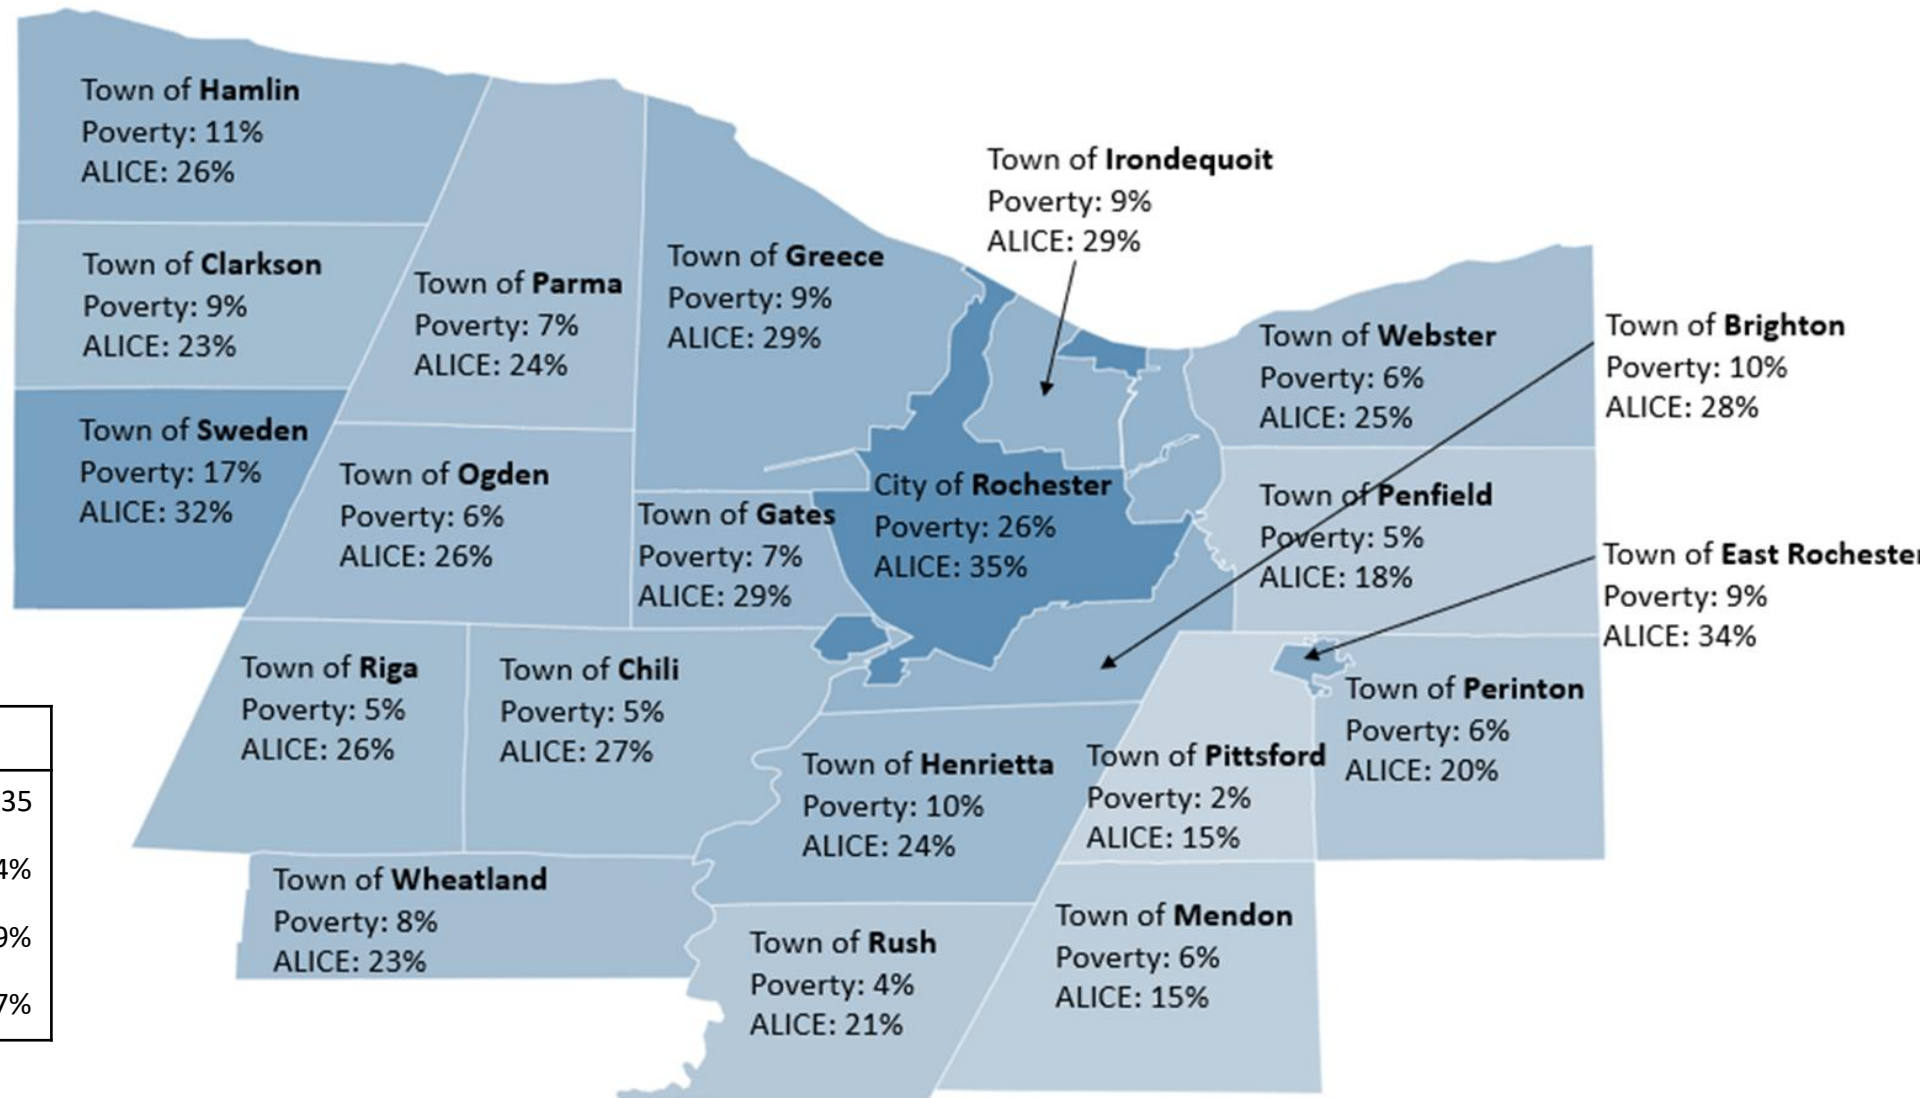 Town of Hamlin
Poverty: 11%
ALICE: 26%
Town of Clarkson
Poverty: 9%
ALICE: 23%
Town of Sweden
Poverty: 17%
ALICE: 32%
Town of Parma
Poverty: 7%
ALICE: 24%
Town of Ogden
Poverty: 6%
ALICE: 26%
Town of Greece
Poverty: 9%
ALICE: 29%
Town of Gates
Poverty: 7%
ALICE: 29%
City of Rochester
Poverty: 26%
ALICE: 35%
Town of Irondequoit
Poverty: 9%
ALICE: 29%
Town of Webster
Poverty: 6%
ALICE: 25%
Town of Penfield
Poverty: 5%
ALICE: 18%
Town of Brighton
Poverty: 10%
ALICE: 28%
Town of East Rochester
Poverty: 9%
ALICE: 34%
Town of Riga
Poverty: 5%
ALICE: 26%
Town of Chili
Poverty: 5%
ALICE: 27%
Town of Henrietta
Poverty: 10%
ALICE: 24%
Town of Pittsford
Poverty: 2%
ALICE: 15%
Town of Perinton
Poverty: 6%
ALICE: 20%
Town of Wheatland
Poverty: 8%
ALICE: 23%
Town of Rush
Poverty: 4%
ALICE: 21%
Town of Mendon
Poverty: 6%
ALICE: 15%
35
4%
9%
7%